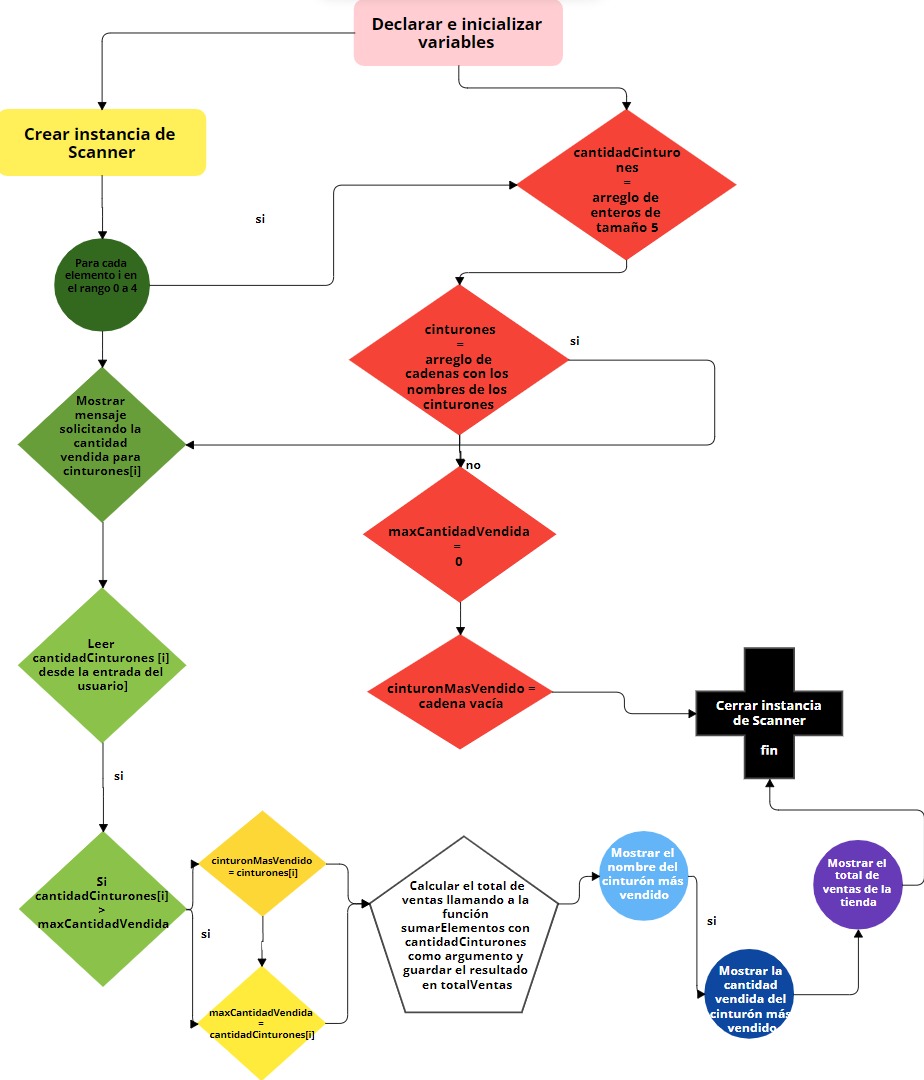 Declarar e inicializar
variables
Crear instancia de
Scanner
cantidadCinturo
nes
=
arreglo de
enteros de
tamaño 5
si
Para cada
elemento i en
el rango 0 a 4
cinturones
=
arreglo de
cadenas con los
nombres de los
cinturones
si
Mostrar
mensaje
solicitando la
cantidad
vendida para
cinturones[i]
no
maxCantidadVendida
=
0
Leer
cantidadCinturones [i]
desde la entrada del
usuario]
cinturonMasVendido =
cadena vacía
Cerrar instancia
de Scanner
fin
si
Si
cantidadCinturones[i]
>
maxCantidadVendida
si
cinturonMasVendido
= cinturones[i]
maxCantidadVendida
=
cantidadCinturones[i]
Calcular el total de
ventas llamando a la
función
sumarElementos con
cantidadCinturones
como argumento y
guardar el resultado
en totalVentas
Mostrar el
nombre del
cinturón más
vendido
si
Mostrar la
cantidad
vendida del
cinturón más
vendido
Mostrar el
total de
ventas de la
tienda